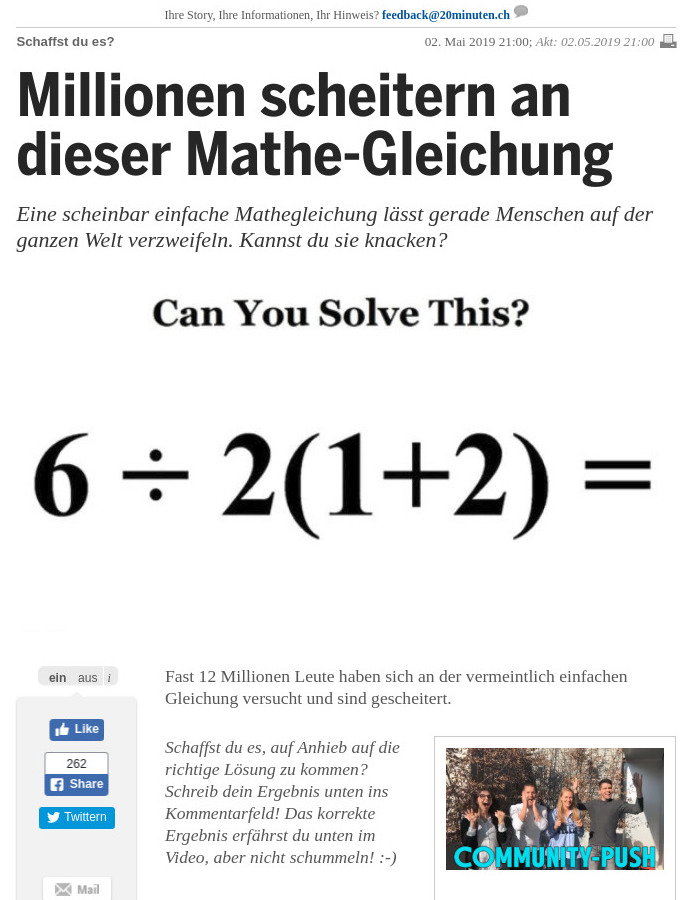 Ihre Story, Ihre Informationen, Ihr Hinweis? feedback@20minuten.ch
Schaffst du es?
02. Mai 2019 21:00; Akt: 02.05.2019 21:00
Millionen scheitern an
dieser Mathe-Gleichung
Eine scheinbar einfache Mathegleichung lässt gerade Menschen auf der
ganzen Welt verzweifeln. Kannst du sie knacken?
Can You Solve This?
6 ÷ 2(1+2) =
ein aus i
Like
262
Share
Twittern
Mail
Fast 12 Millionen Leute haben sich an der vermeintlich einfachen
Gleichung versucht und sind gescheitert.
Schaffst du es, auf Anhieb auf die
richtige Lösung zu kommen?
Schreib dein Ergebnis unten ins
Kommentarfeld! Das korrekte
Ergebnis erfährst du unten im
Video, aber nicht schummeln! :-)
COMMUNITY-PUSH